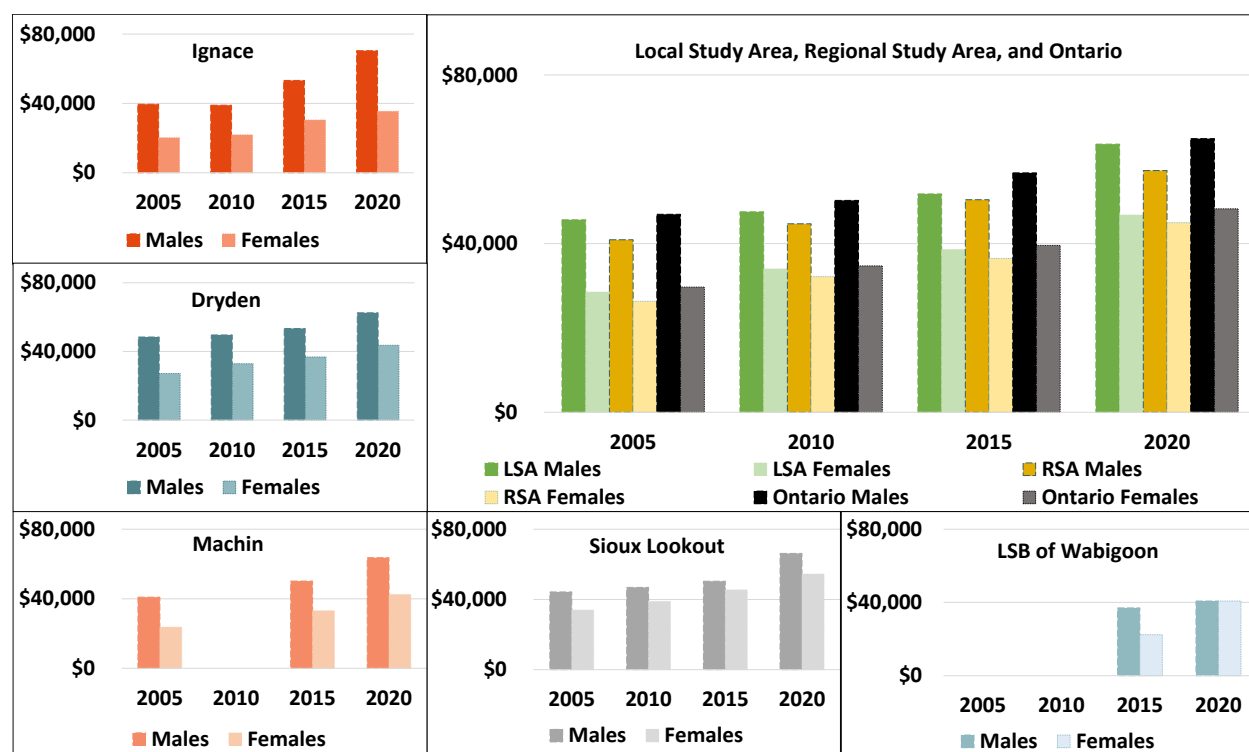 Ignace
$80,000
$40,000
$0
2005 2010 2015 2020
Males Females
Local Study Area, Regional Study Area, and Ontario
$80,000
$40,000
$0
2005 2010 2015 2020
LSA Males LSA Females RSA Males
RSA Females Ontario Males Ontario Females
Dryden
$80,000
$40,000
$0
2005 2010 2015 2020
Males Females
Machin
$80,000
$40,000
$0
2005 2010 2015 2020
Males Females
Sioux Lookout
$80,000
$40,000
$0
2005 2010 2015 2020
Males Females
LSB of Wabigoon
$80,000
$40,000
$0
2005 2010 2015 2020
Males Females